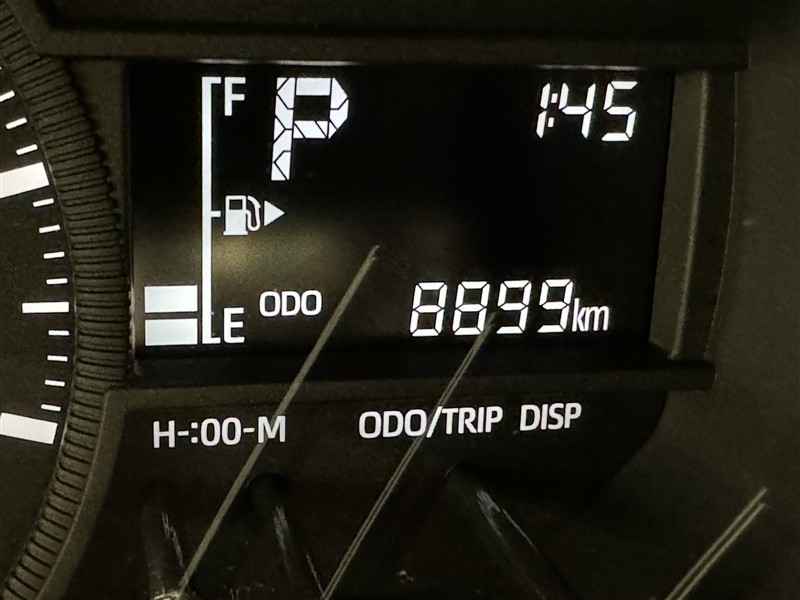 F P 1:45
ODO 8899km
E
H-:00-M ODO/TRIP DISP